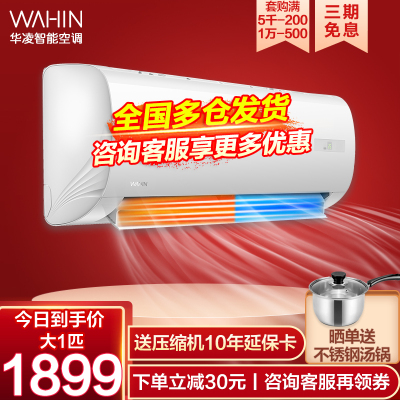 WAHIN
华凌智能空调
套购满
5千-200
1万-500
三期
免息
全国多仓发货
咨询客服享更多优惠
WAHIN
晒单送
不锈钢汤锅
今日到手价
大1匹
1899
送压缩机10年延保卡
下单立减30元|咨询客服再领券